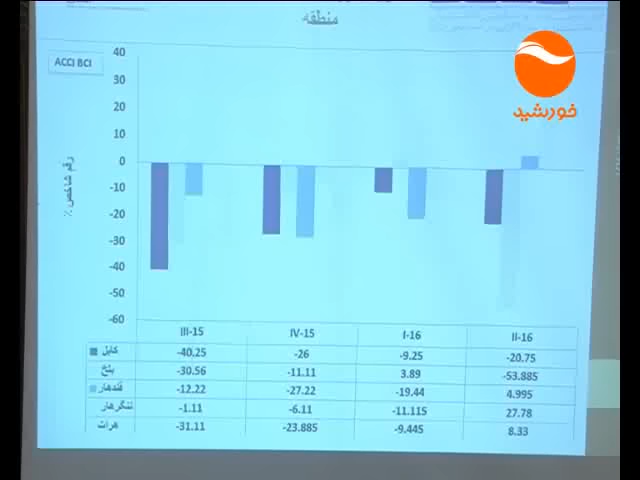 منطقه
ACCI BCI
خورشيد
رقم شاخص ٪
40
30
20
10
0
-10
-20
-30
-40
-50
-60
III-15 IV-15 I-16 II-16
کابل -40.25 -26 -9.25 -20.75
بلخ -30.56 -11.11 3.89 -53.885
قندهار -12.22 -27.22 -19.44 4.995
ننگرهار -1.11 -6.11 -11.115 27.78
هرات -31.11 -23.885 -9.445 8.33